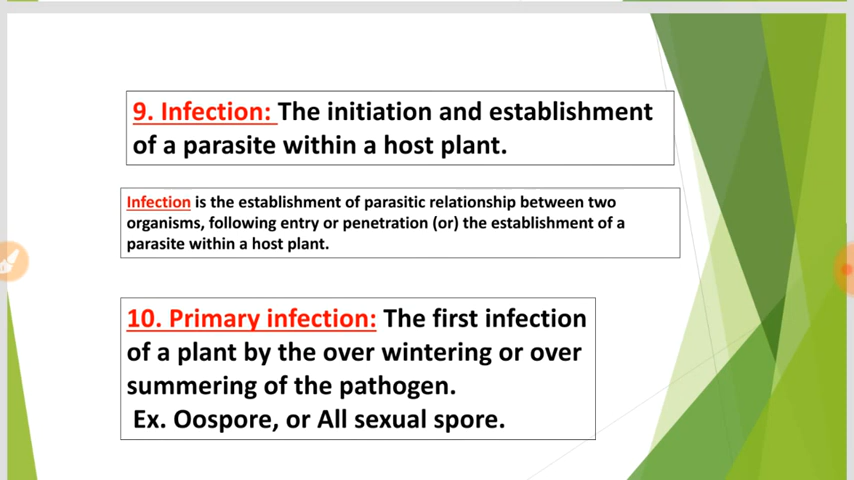 9. Infection: The initiation and establishment
of a parasite within a host plant.
Infection is the establishment of parasitic relationship between two
organisms, following entry or penetration (or) the establishment of a
parasite within a host plant.
10. Primary infection: The first infection
of a plant by the over wintering or over
summering of the pathogen.
Ex. Oospore, or All sexual spore.